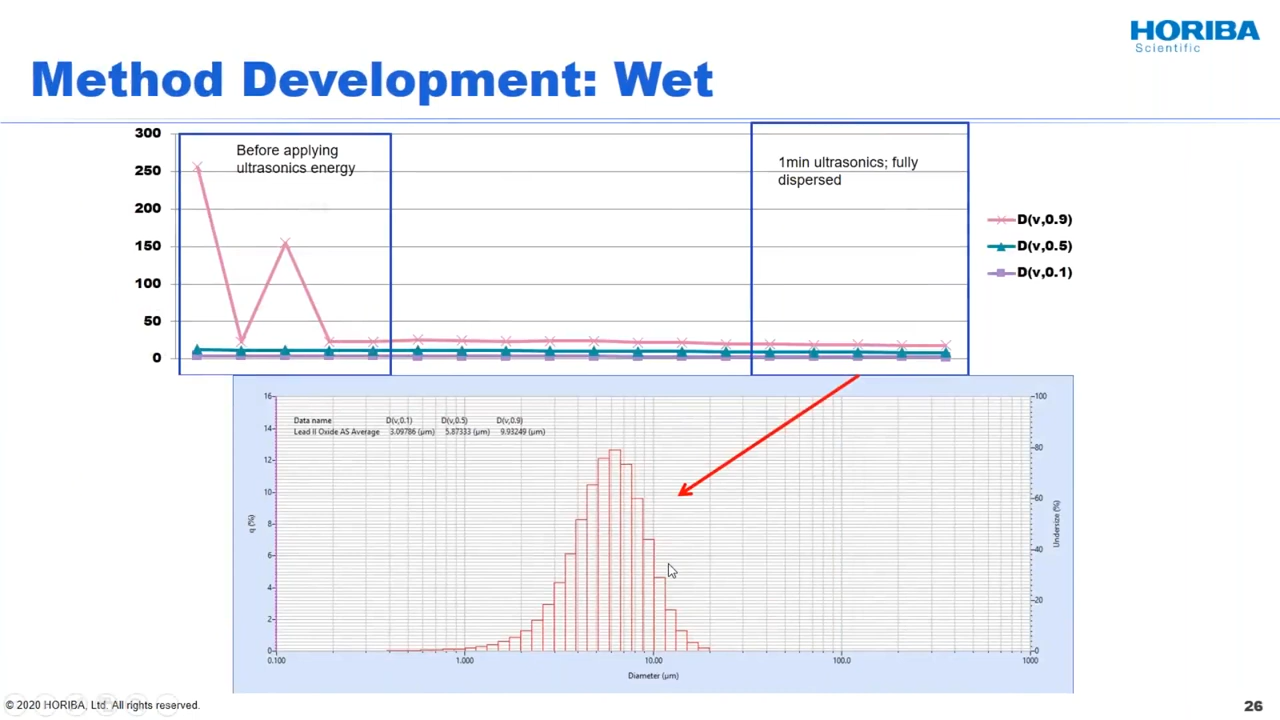 HORIBA
Scientific
Method Development: Wet
300
250
200
150
100
50
0
Before applying
ultrasonics energy
1min ultrasonics; fully
dispersed
D(v,0.9)
D(v,0.5)
D(v,0.1)
Data name D(v,0.1) D(v,0.5) D(v,0.9)
Lead II Oxide AS Average 3.09786 (µm) 5.87333 (µm) 9.93249 (µm)
16
14
12
10
8
6
4
2
0
q (%)
100
80
60
40
20
0
Undersize (%)
0.100 1.000 10.00 100.0 1000
Diameter (µm)
© 2020 HORIBA, Ltd. All rights reserved.
26